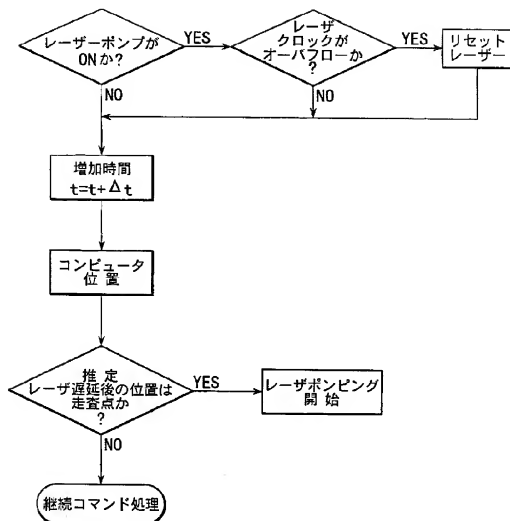 レーザーポンプが
ONか?
YES
NO
レーザ
クロックが
オーバフローか
?
YES
NO
リセット
レーザー
増加時間
t=t+Δt
コンピュータ
位置
推定
レーザ遅延後の位置は
走査点か
?
YES
NO
レーザポンピング
開始
継続コマンド処理